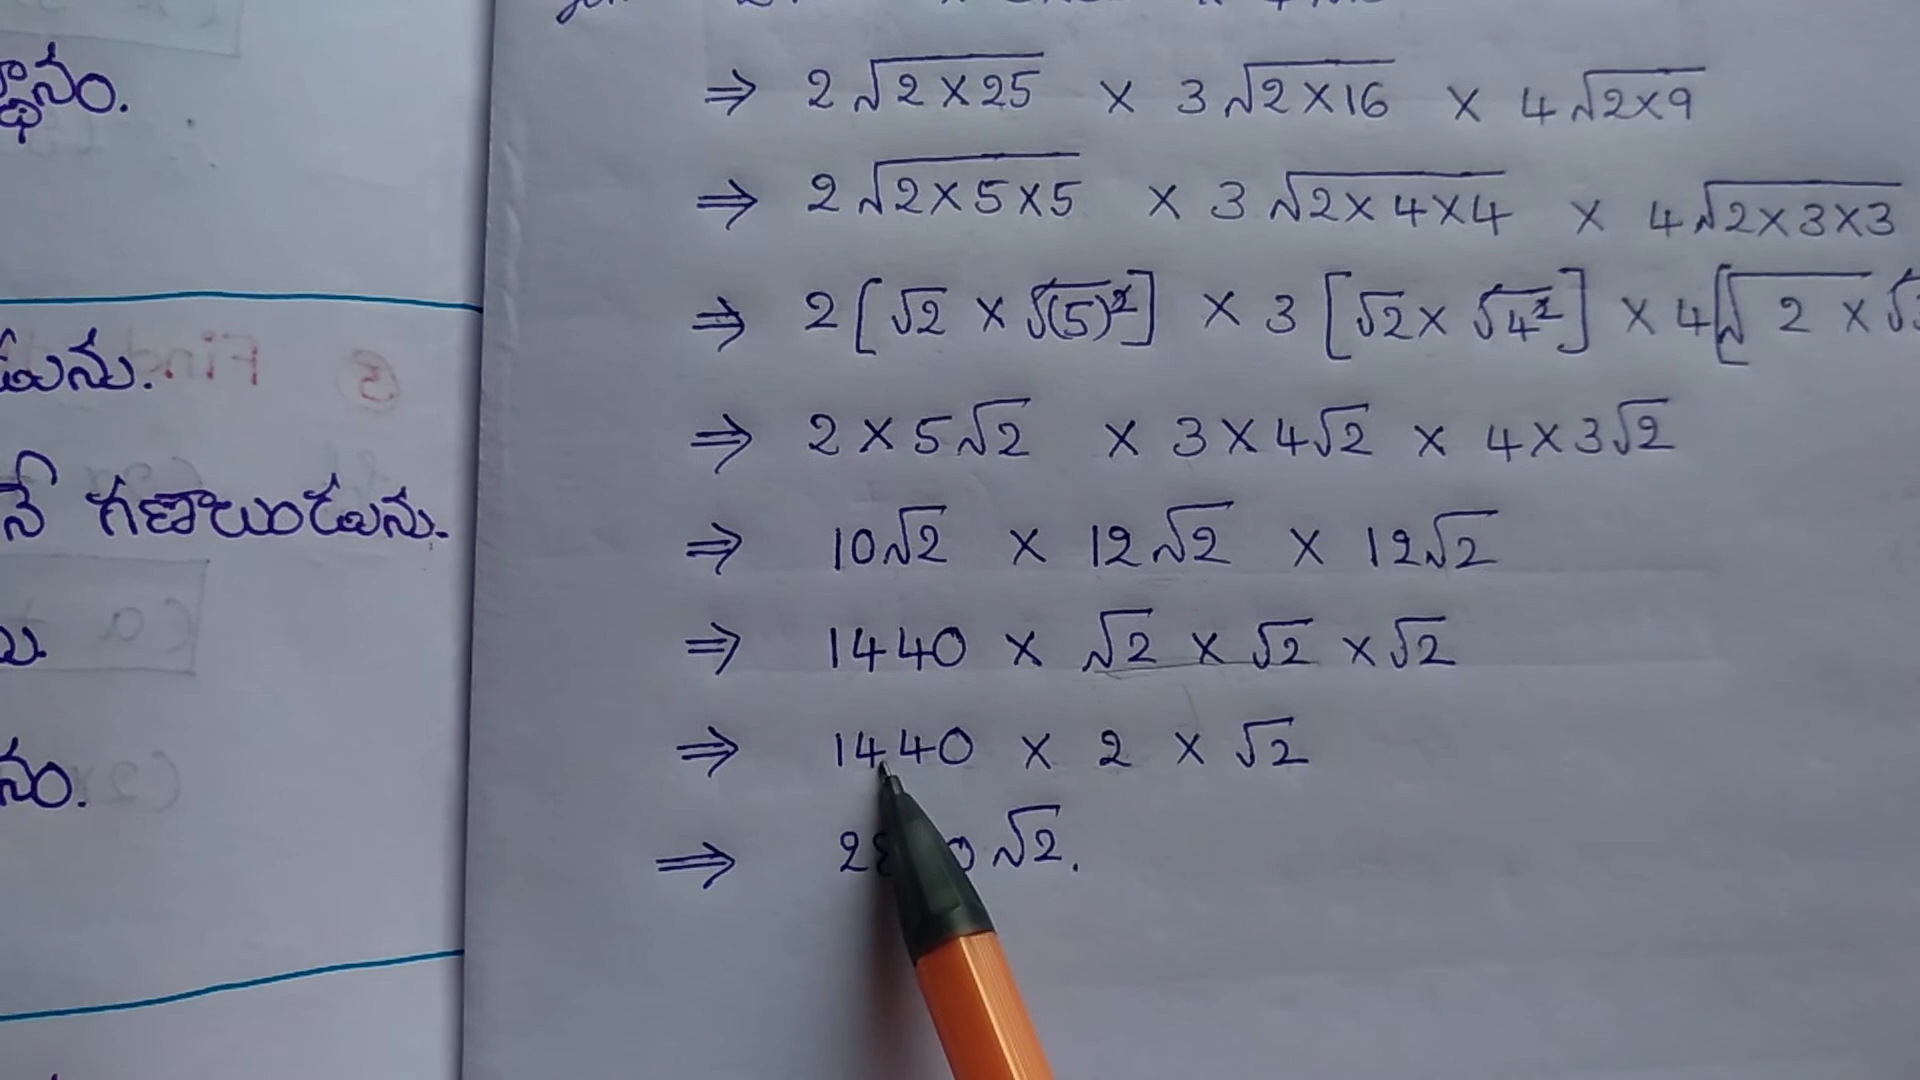 స్థానం.
డును.
నే గణాలుండును.
నం.
⇒ 2√2×25 × 3√2×16 × 4√2×9
⇒ 2√2×5×5 × 3√2×4×4 × 4√2×3×3
⇒ 2[√2 × √(5)²] × 3[√2 × √4²] × 4[√2 × √
⇒ 2×5√2 × 3×4√2 × 4×3√2
⇒ 10√2 × 12√2 × 12√2
⇒ 1440 × √2 × √2 × √2
⇒ 1440 × 2 × √2
⇒ √2.